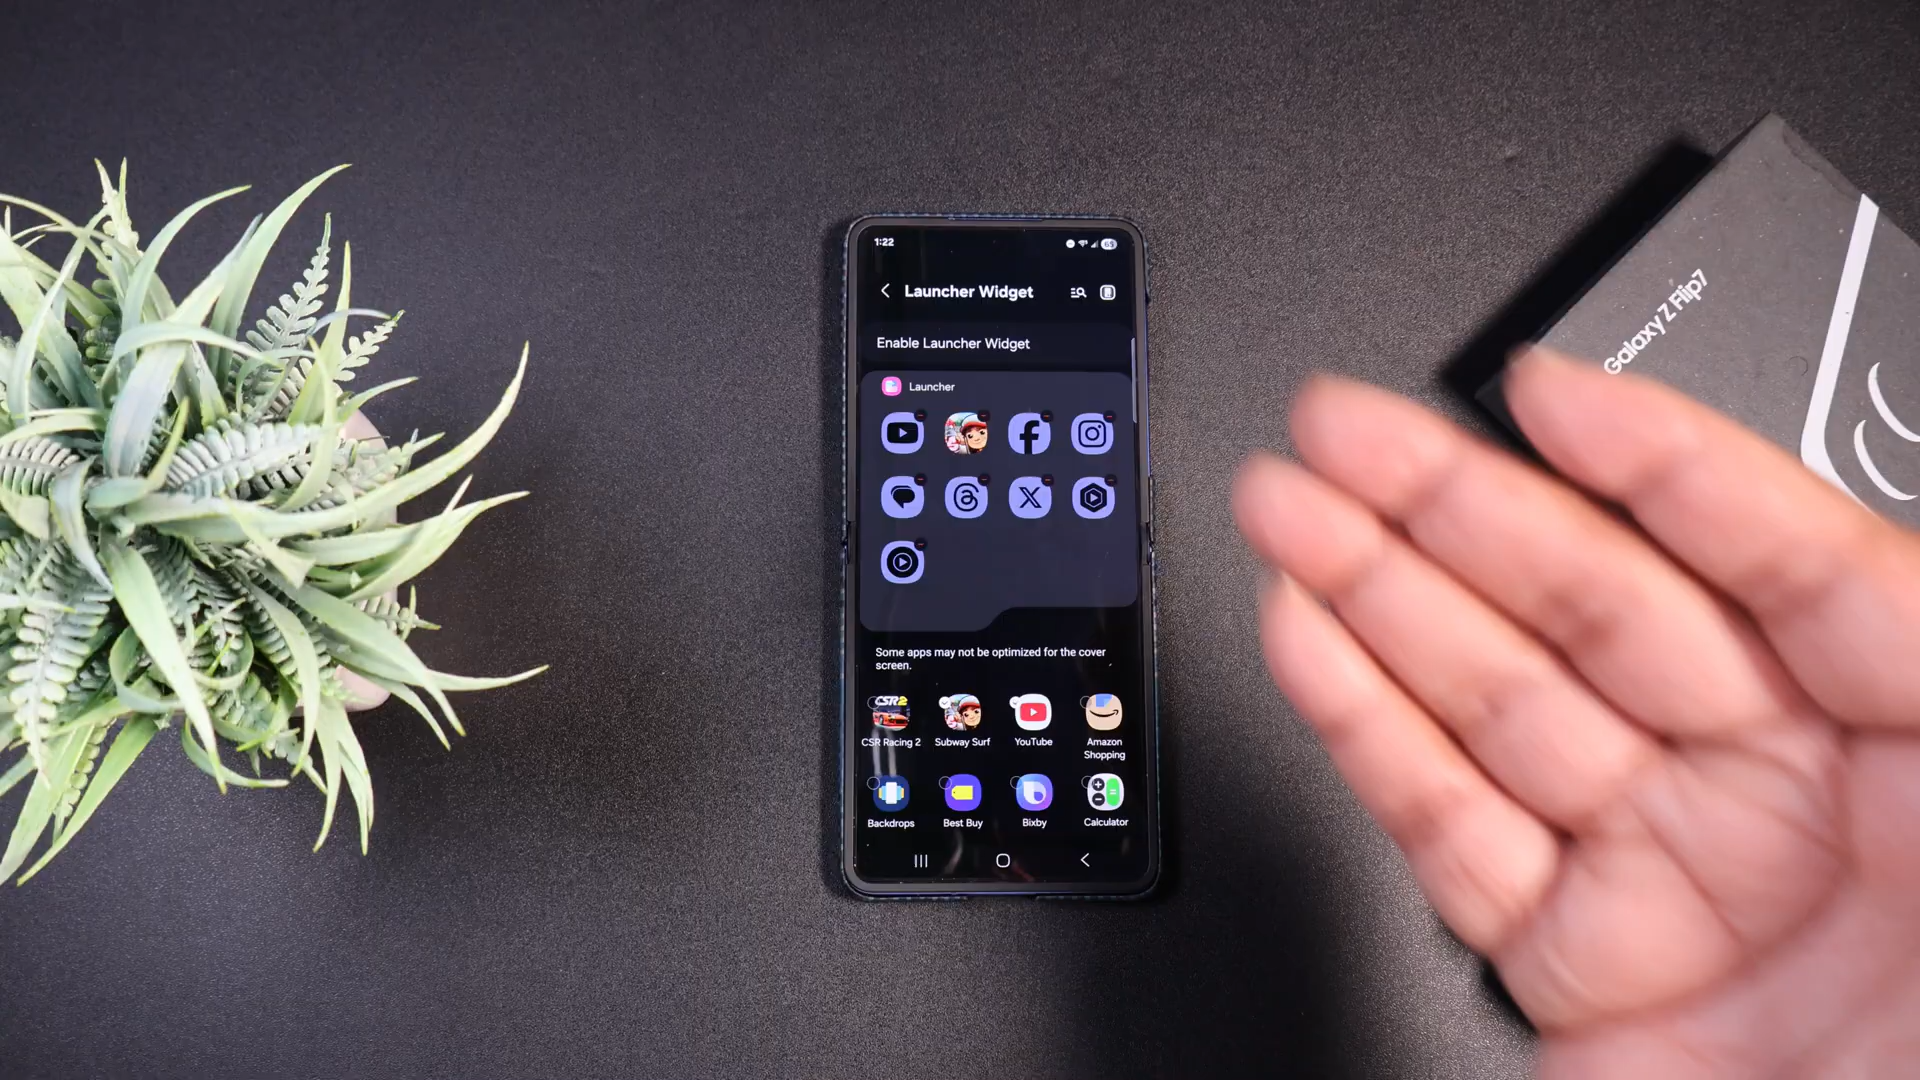 1:22
65
Launcher Widget
Enable Launcher Widget
Launcher
Some apps may not be optimized for the cover
screen.
CSR2
CSR Racing 2
Subway Surf
YouTube
Amazon
Shopping
Backdrops
Best Buy
Bixby
Calculator
Galaxy Z Flip7